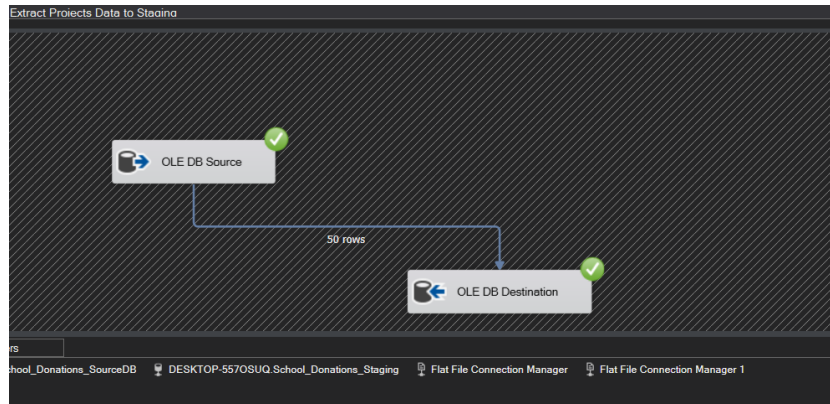 Extract Projects Data to Staging
OLE DB Source
50 rows
OLE DB Destination
rs
chool_Donations_SourceDB DESKTOP-557OSUQ.School_Donations_Staging Flat File Connection Manager Flat File Connection Manager 1